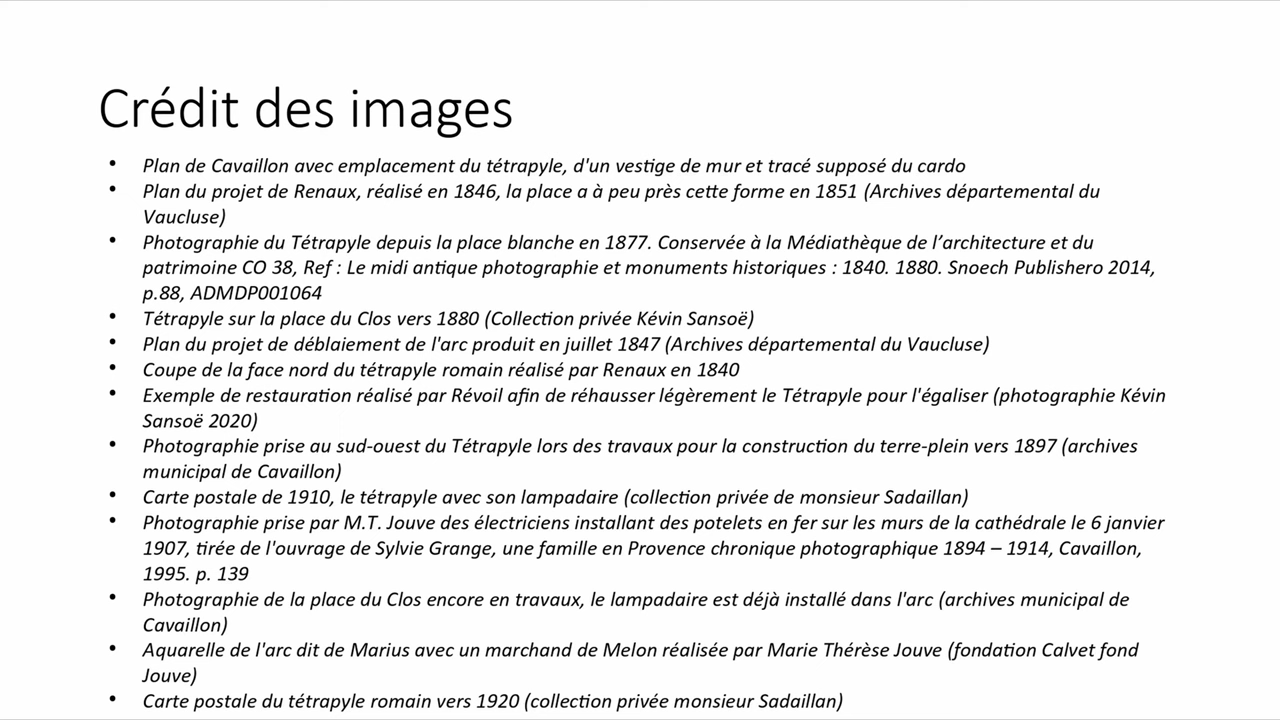 Crédit des images
• Plan de Cavaillon avec emplacement du tétrapyle, d'un vestige de mur et tracé supposé du cardo
• Plan du projet de Renaux, réalisé en 1846, la place a à peu près cette forme en 1851 (Archives départemental du
Vaucluse)
• Photographie du Tétrapyle depuis la place blanche en 1877. Conservée à la Médiathèque de l’architecture et du
patrimoine CO 38, Ref : Le midi antique photographie et monuments historiques : 1840. 1880. Snoech Publishero 2014,
p.88, ADMDP001064
• Tétrapyle sur la place du Clos vers 1880 (Collection privée Kévin Sansoë)
• Plan du projet de déblaiement de l'arc produit en juillet 1847 (Archives départemental du Vaucluse)
• Coupe de la face nord du tétrapyle romain réalisé par Renaux en 1840
• Exemple de restauration réalisé par Révoil afin de réhausser légèrement le Tétrapyle pour l'égaliser (photographie Kévin
Sansoë 2020)
• Photographie prise au sud-ouest du Tétrapyle lors des travaux pour la construction du terre-plein vers 1897 (archives
municipal de Cavaillon)
• Carte postale de 1910, le tétrapyle avec son lampadaire (collection privée de monsieur Sadaillan)
• Photographie prise par M.T. Jouve des électriciens installant des potelets en fer sur les murs de la cathédrale le 6 janvier
1907, tirée de l'ouvrage de Sylvie Grange, une famille en Provence chronique photographique 1894 – 1914, Cavaillon,
1995. p. 139
• Photographie de la place du Clos encore en travaux, le lampadaire est déjà installé dans l'arc (archives municipal de
Cavaillon)
• Aquarelle de l'arc dit de Marius avec un marchand de Melon réalisée par Marie Thérèse Jouve (fondation Calvet fond
Jouve)
• Carte postale du tétrapyle romain vers 1920 (collection privée monsieur Sadaillan)